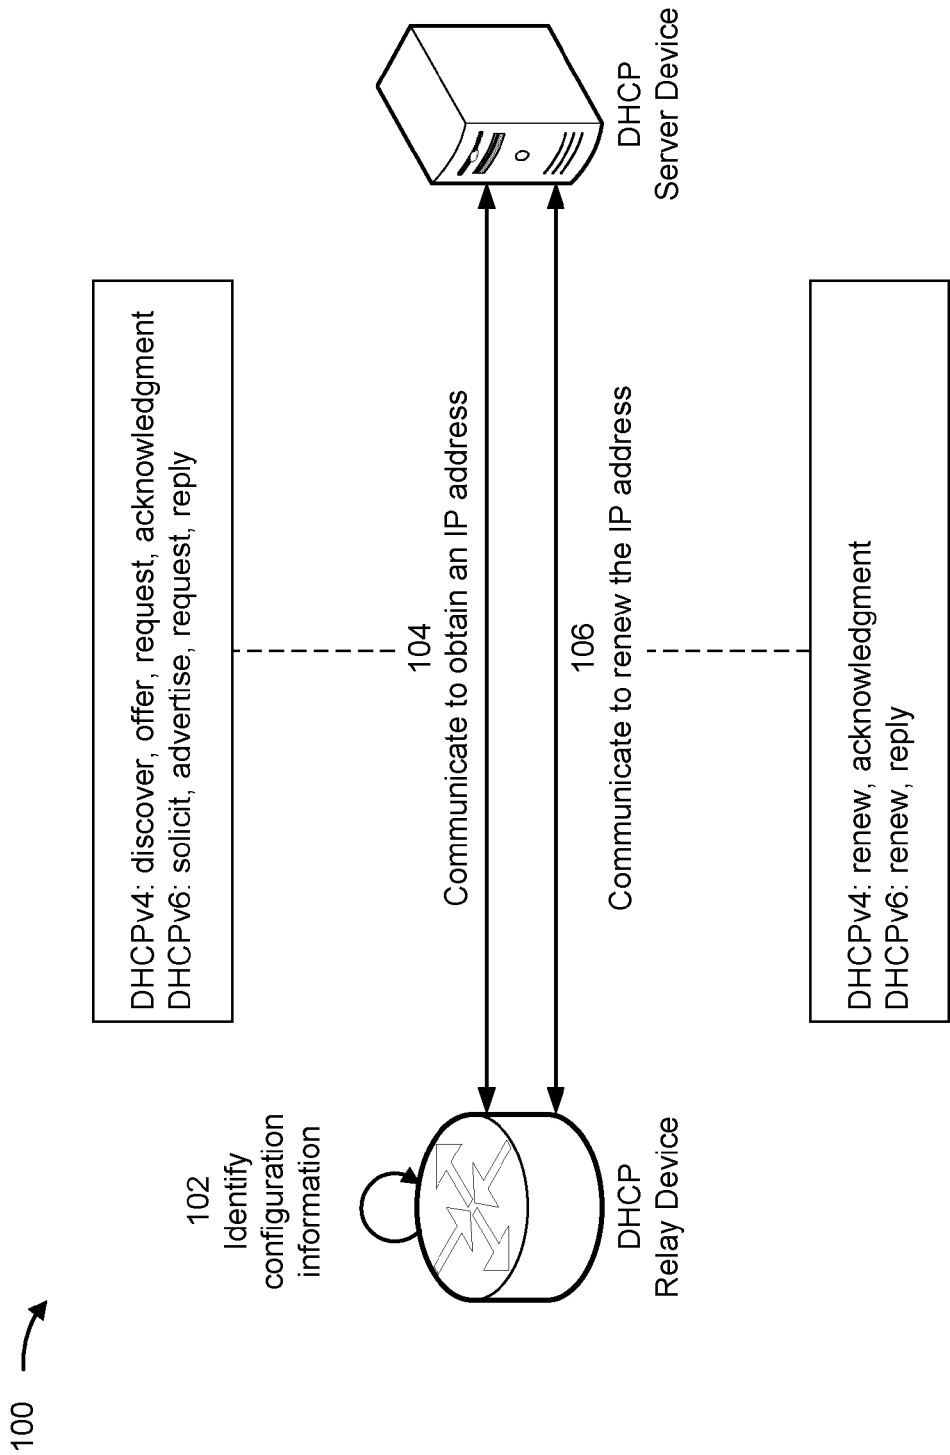 100
DHCPv4: discover, offer, request, acknowledgment
DHCPv6: solicit, advertise, request, reply
102
Identify
configuration
information
104
Communicate to obtain an IP address
106
Communicate to renew the IP address
DHCP
Relay Device
DHCP
Server Device
DHCPv4: renew, acknowledgment
DHCPv6: renew, reply